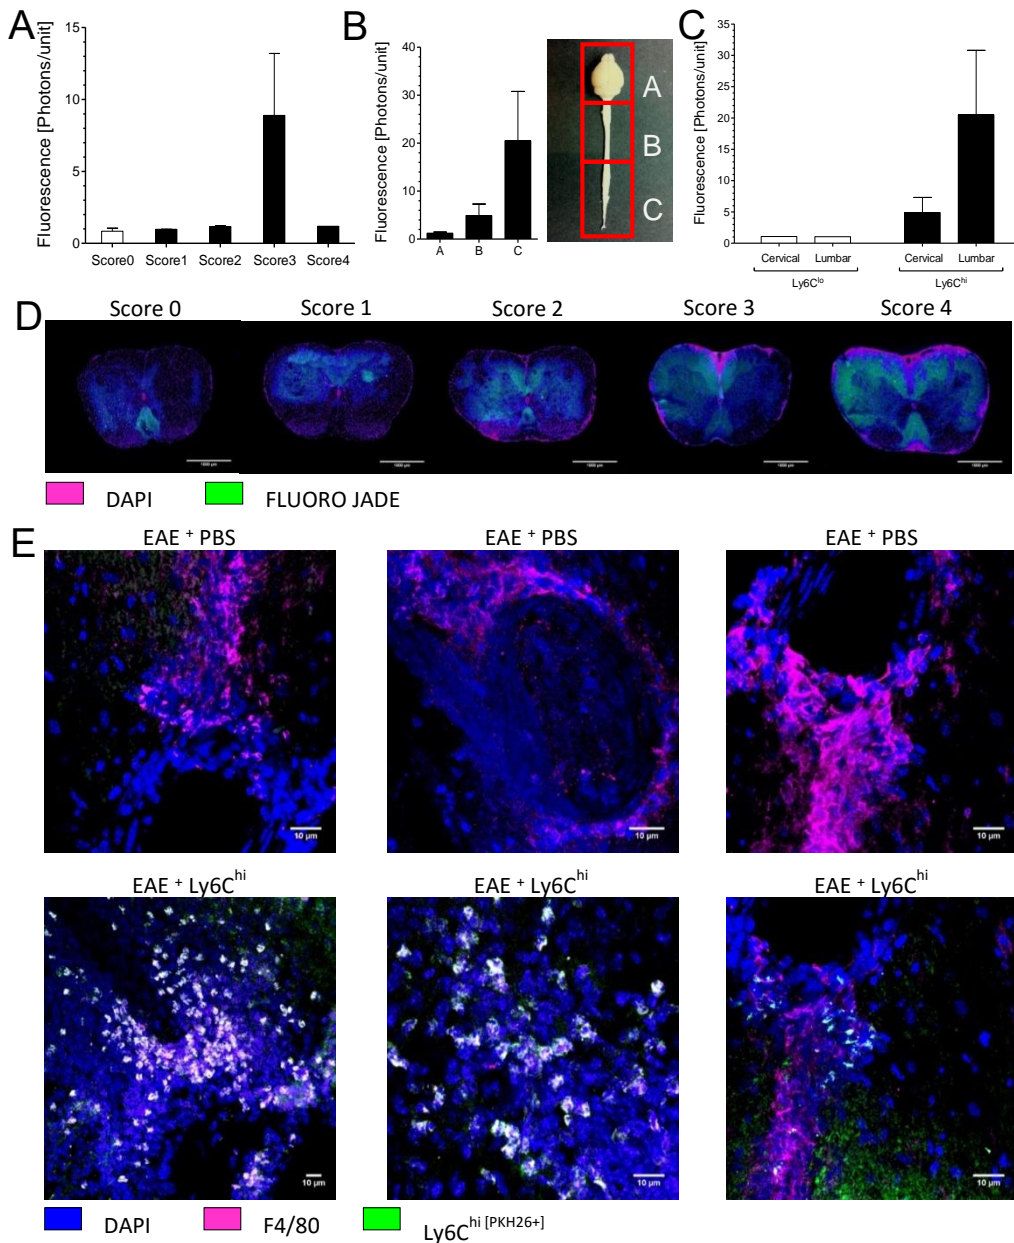 A
Fluorescence [Photons/unit]
15
10
5
0
Score0 Score1 Score2 Score3 Score4
B
Fluorescence [Photons/unit]
40
30
20
10
0
A B C
A
B
C
C
Fluorescence [Photons/unit]
35
30
25
20
15
10
5
0
Cervical Lumbar Cervical Lumbar
Ly6Clo Ly6Chi
D
Score 0 Score 1 Score 2 Score 3 Score 4
DAPI FLUORO JADE
E
EAE + PBS EAE + PBS EAE + PBS
10 µm 10 µm 10 µm
EAE + Ly6Chi EAE + Ly6Chi EAE + Ly6Chi
10 µm 10 µm 10 µm
DAPI F4/80 Ly6Chi [PKH26+]